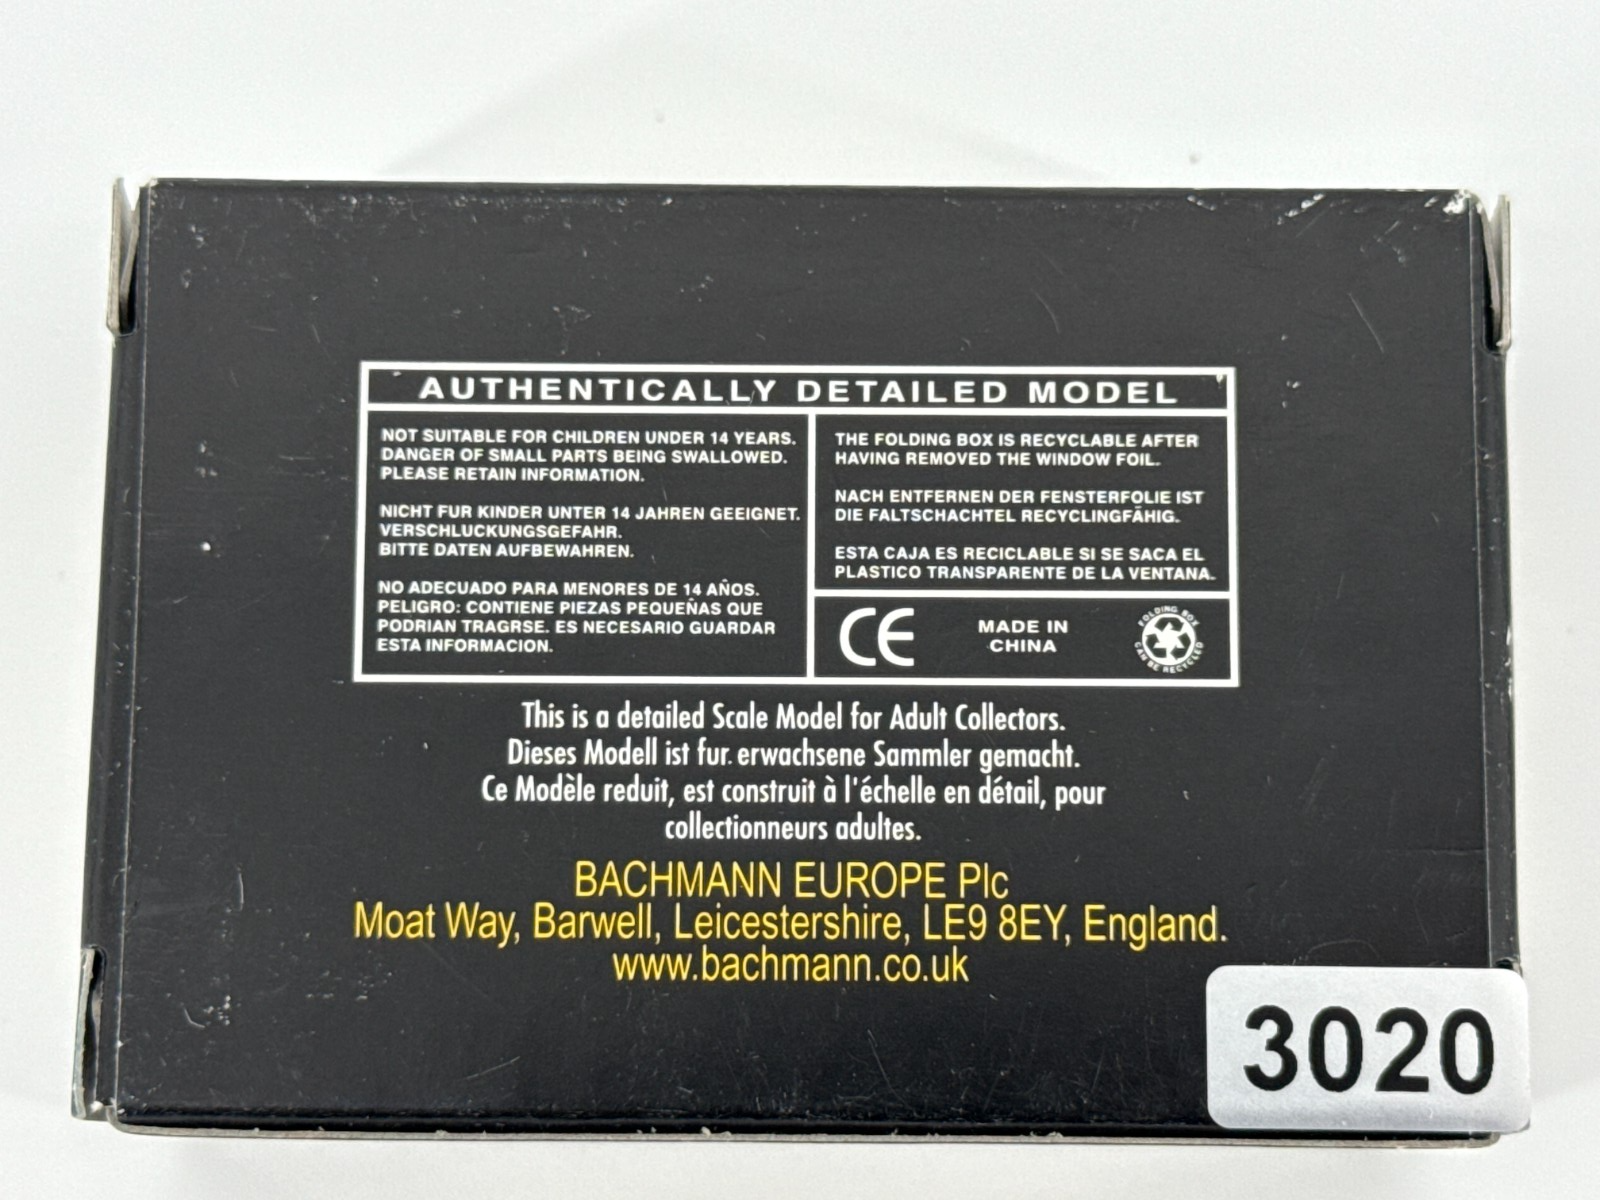 AUTHENTICALLY DETAILED MODEL
NOT SUITABLE FOR CHILDREN UNDER 14 YEARS.
DANGER OF SMALL PARTS BEING SWALLOWED.
PLEASE RETAIN INFORMATION.
NICHT FUR KINDER UNTER 14 JAHREN GEEIGNET.
VERSCHLUCKUNGSGEFAHR.
BITTE DATEN AUFBEWAHREN.
NO ADECUADO PARA MENORES DE 14 AÑOS.
PELIGRO: CONTIENE PIEZAS PEQUEÑAS QUE
PODRIAN TRAGRSE. ES NECESARIO GUARDAR
ESTA INFORMACION.
THE FOLDING BOX IS RECYCLABLE AFTER
HAVING REMOVED THE WINDOW FOIL.
NACH ENTFERNEN DER FENSTERFOLIE IST
DIE FALTSCHACHTEL RECYCLINGFÄHIG.
ESTA CAJA ES RECICLABLE SI SE SACA EL
PLASTICO TRANSPARENTE DE LA VENTANA.
CE
MADE IN
CHINA
FOLDING BOX
CAN BE RECYCLED
This is a detailed Scale Model for Adult Collectors.
Dieses Modell ist fur. erwachsene Sammler gemacht.
Ce Modèle reduit, est construit à l'échelle en détail, pour
collectionneurs adultes.
BACHMANN EUROPE Plc
Moat Way, Barwell, Leicestershire, LE9 8EY, England.
www.bachmann.co.uk
3020